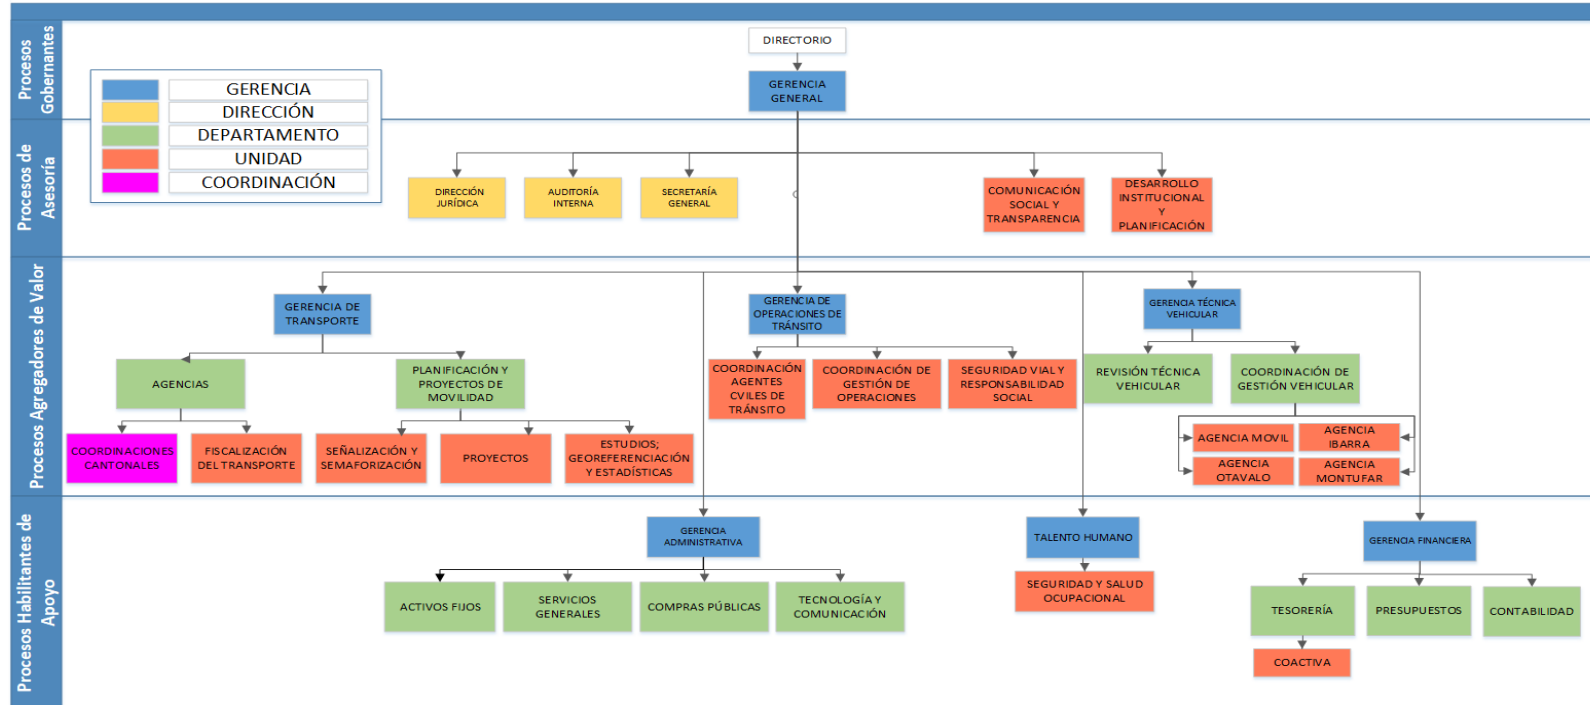 Procesos
Gobernantes
DIRECTORIO
GERENCIA
GENERAL
GERENCIA
DIRECCIÓN
DEPARTAMENTO
UNIDAD
COORDINACIÓN
Procesos de
Asesoría
DIRECCIÓN
JURÍDICA
AUDITORÍA
INTERNA
SECRETARÍA
GENERAL
COMUNICACIÓN
SOCIAL Y
TRANSPARENCIA
DESARROLLO
INSTITUCIONAL
Y
PLANIFICACIÓN
Procesos Agregadores de Valor
GERENCIA DE
TRANSPORTE
GERENCIA DE
OPERACIONES DE
TRÁNSITO
GERENCIA TÉCNICA
VEHICULAR
AGENCIAS
PLANIFICACIÓN Y
PROYECTOS DE
MOVILIDAD
COORDINACIÓN
AGENTES
CVILES DE
TRÁNSITO
COORDINACIÓN DE
GESTIÓN DE
OPERACIONES
SEGURIDAD VIAL Y
RESPONSABILIDAD
SOCIAL
REVISIÓN TÉCNICA
VEHICULAR
COORDINACIÓN DE
GESTIÓN VEHICULAR
COORDINACIONES
CANTONALES
FISCALIZACIÓN
DEL TRANSPORTE
SEÑALIZACIÓN Y
SEMAFORIZACIÓN
PROYECTOS
ESTUDIOS;
GEOREFERENCIACIÓN
Y ESTADÍSTICAS
AGENCIA MOVIL
AGENCIA
IBARRA
AGENCIA
OTAVALO
AGENCIA
MONTUFAR
Procesos Habilitantes de
Apoyo
GERENCIA
ADMINISTRATIVA
TALENTO HUMANO
GERENCIA FINANCIERA
ACTIVOS FIJOS
SERVICIOS
GENERALES
COMPRAS PÚBLICAS
TECNOLOGÍA Y
COMUNICACIÓN
SEGURIDAD Y SALUD
OCUPACIONAL
TESORERÍA
PRESUPUESTOS
CONTABILIDAD
COACTIVA